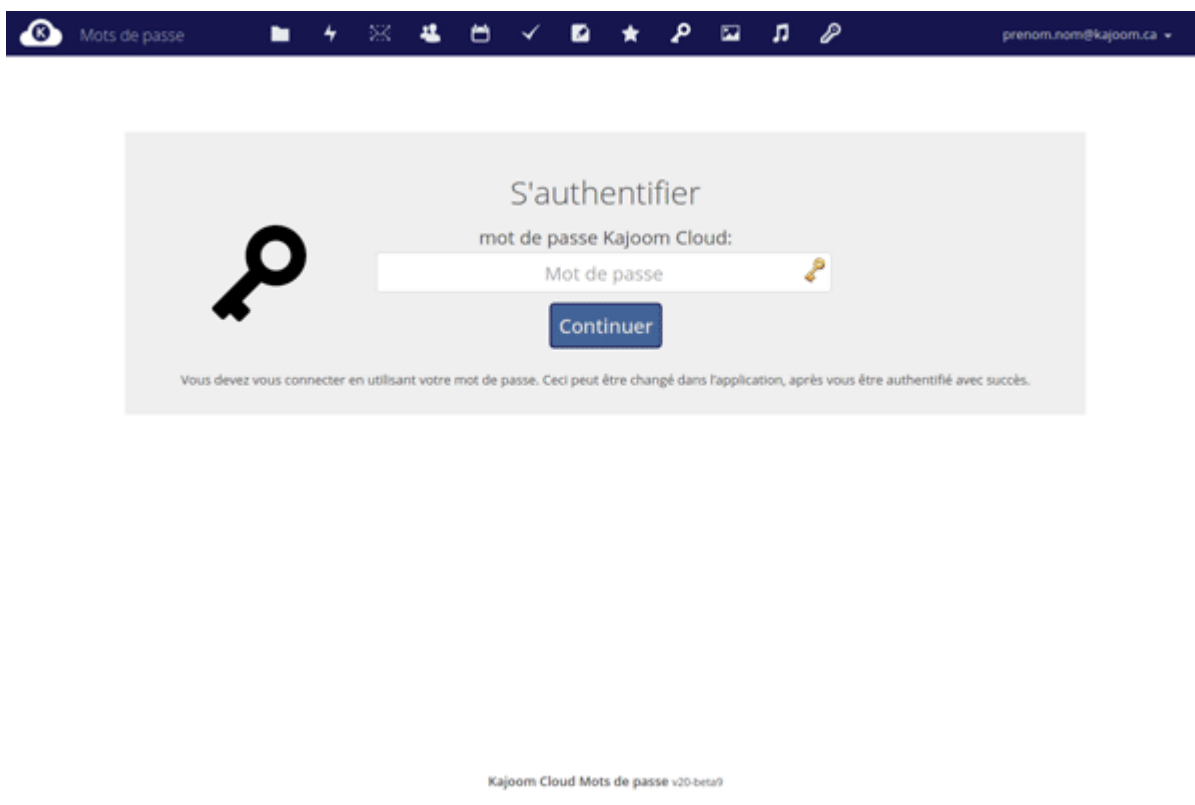 K Mots de passe prenom.nom@kajoom.ca
S'authentifier
mot de passe Kajoom Cloud:
Mot de passe
Continuer
Vous devez vous connecter en utilisant votre mot de passe. Ceci peut être changé dans l'application, après vous être authentifié avec succès.
Kajoom Cloud Mots de passe v20-beta9